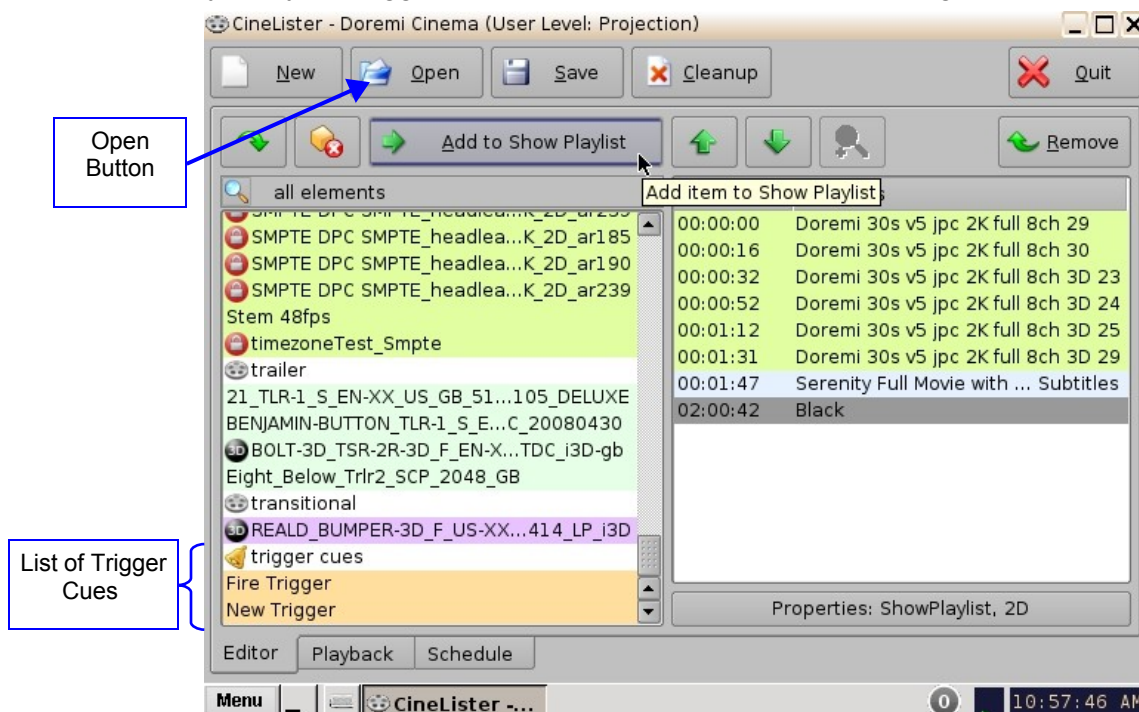 CineLister - Doremi Cinema (User Level: Projection)
New Open Save Cleanup Quit
Open
Button
Add to Show Playlist Remove
all elements
Add item to Show Playlist
SMPTE DPC SMPTE_headlea...K_2D_ar239
SMPTE DPC SMPTE_headlea...K_2D_ar185
SMPTE DPC SMPTE_headlea...K_2D_ar190
SMPTE DPC SMPTE_headlea...K_2D_ar239
Stem 48fps
timezoneTest_Smpte
trailer
21_TLR-1_S_EN-XX_US_GB_51...105_DELUXE
BENJAMIN-BUTTON_TLR-1_S_E...C_20080430
3D BOLT-3D_TSR-2R-3D_F_EN-X...TDC_i3D-gb
Eight_Below_Trlr2_SCP_2048_GB
transitional
3D REALD_BUMPER-3D_F_US-XX...414_LP_i3D
trigger cues
Fire Trigger
New Trigger
List of Trigger
Cues
00:00:00 Doremi 30s v5 jpc 2K full 8ch 29
00:00:16 Doremi 30s v5 jpc 2K full 8ch 30
00:00:32 Doremi 30s v5 jpc 2K full 8ch 3D 23
00:00:52 Doremi 30s v5 jpc 2K full 8ch 3D 24
00:01:12 Doremi 30s v5 jpc 2K full 8ch 3D 25
00:01:31 Doremi 30s v5 jpc 2K full 8ch 3D 29
00:01:47 Serenity Full Movie with ... Subtitles
02:00:42 Black
Properties: ShowPlaylist, 2D
Editor Playback Schedule
Menu CineLister -... 0 10:57:46 AM